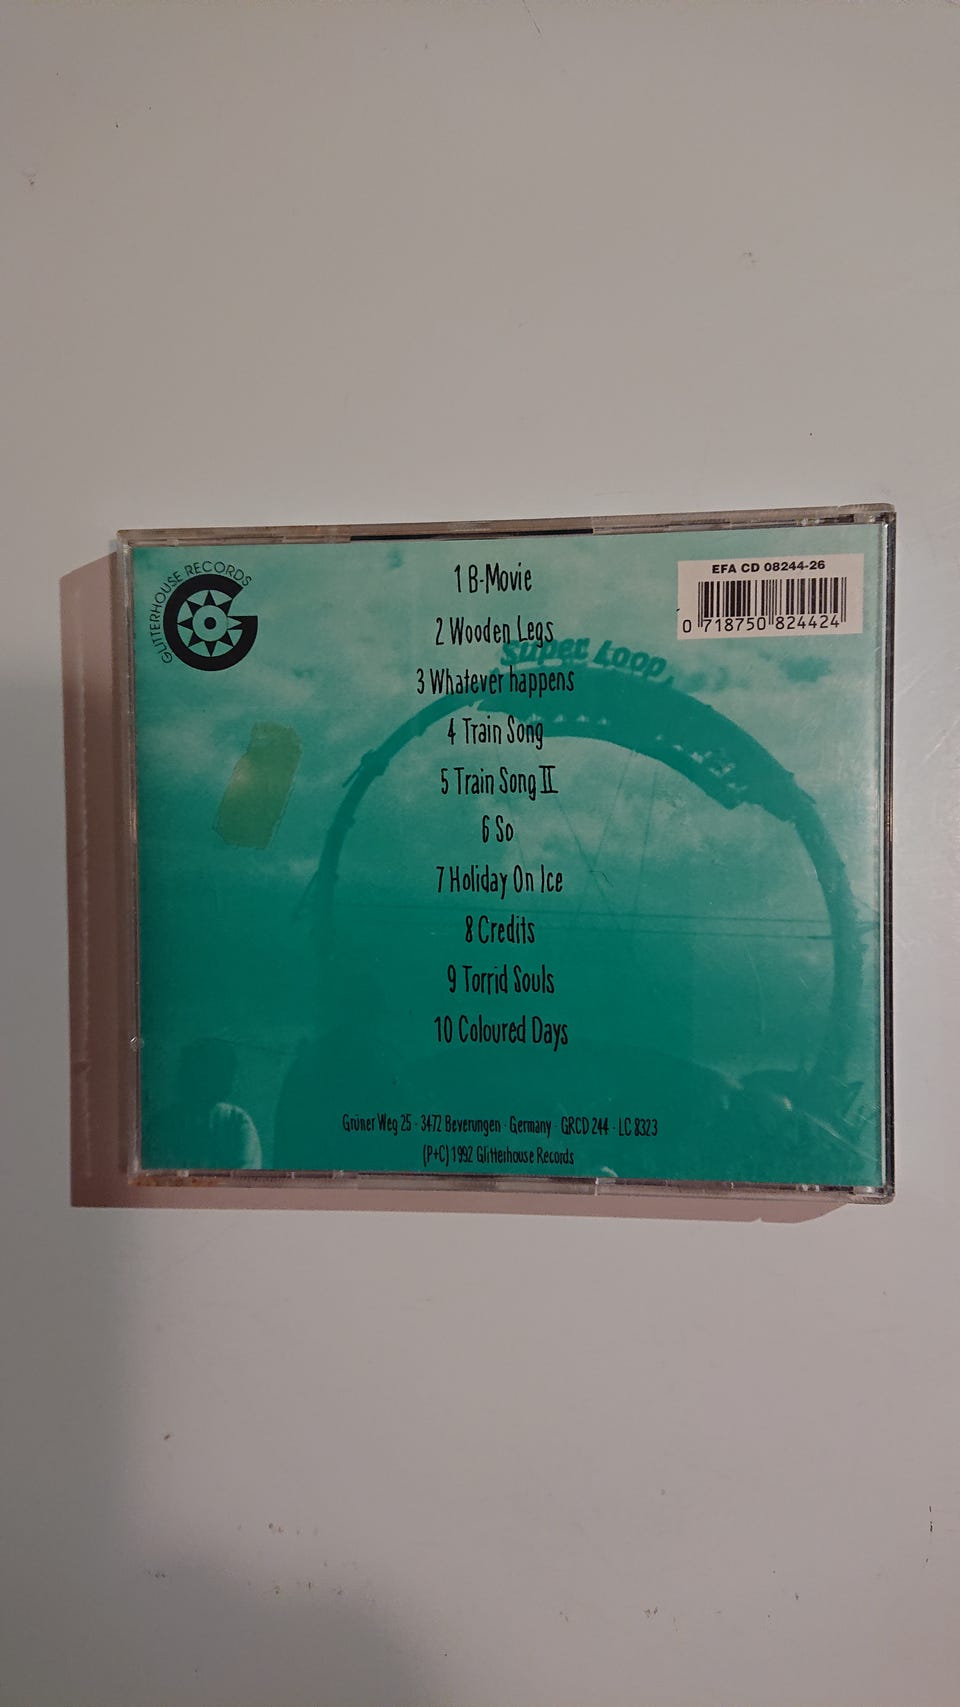 GLITTERHOUSE RECORDS
EFA CD 08244-26
0 718750 824424
1 B-Movie
2 Wooden Legs
Super Loop
3 Whatever happens
4 Train Song
5 Train Song II
6 So
7 Holiday On Ice
8 Credits
9 Torrid Souls
10 Coloured Days
Grüner Weg 25 · 3472 Beverungen · Germany · GRCD 244 · LC 8323
(P+C) 1992 Glitterhouse Records